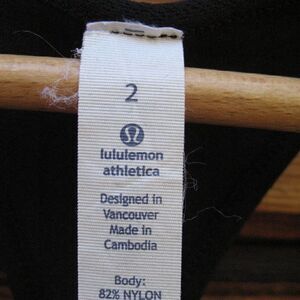 2
lululemon
athletica
Designed in
Vancouver
Made in
Cambodia
Body:
82% NYLON